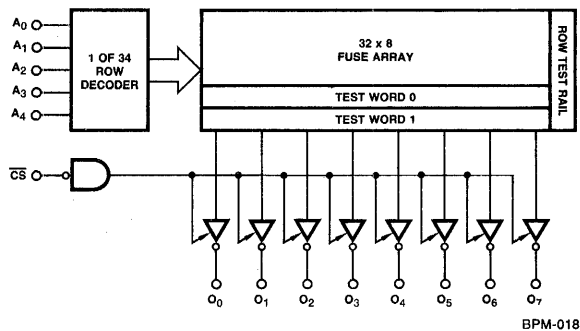 A0
A1
A2
A3
A4
1 OF 34
ROW
DECODER
32 x 8
FUSE ARRAY
ROW TEST RAIL
TEST WORD 0
TEST WORD 1
CS
O0
O1
O2
O3
O4
O5
O6
O7
BPM-018